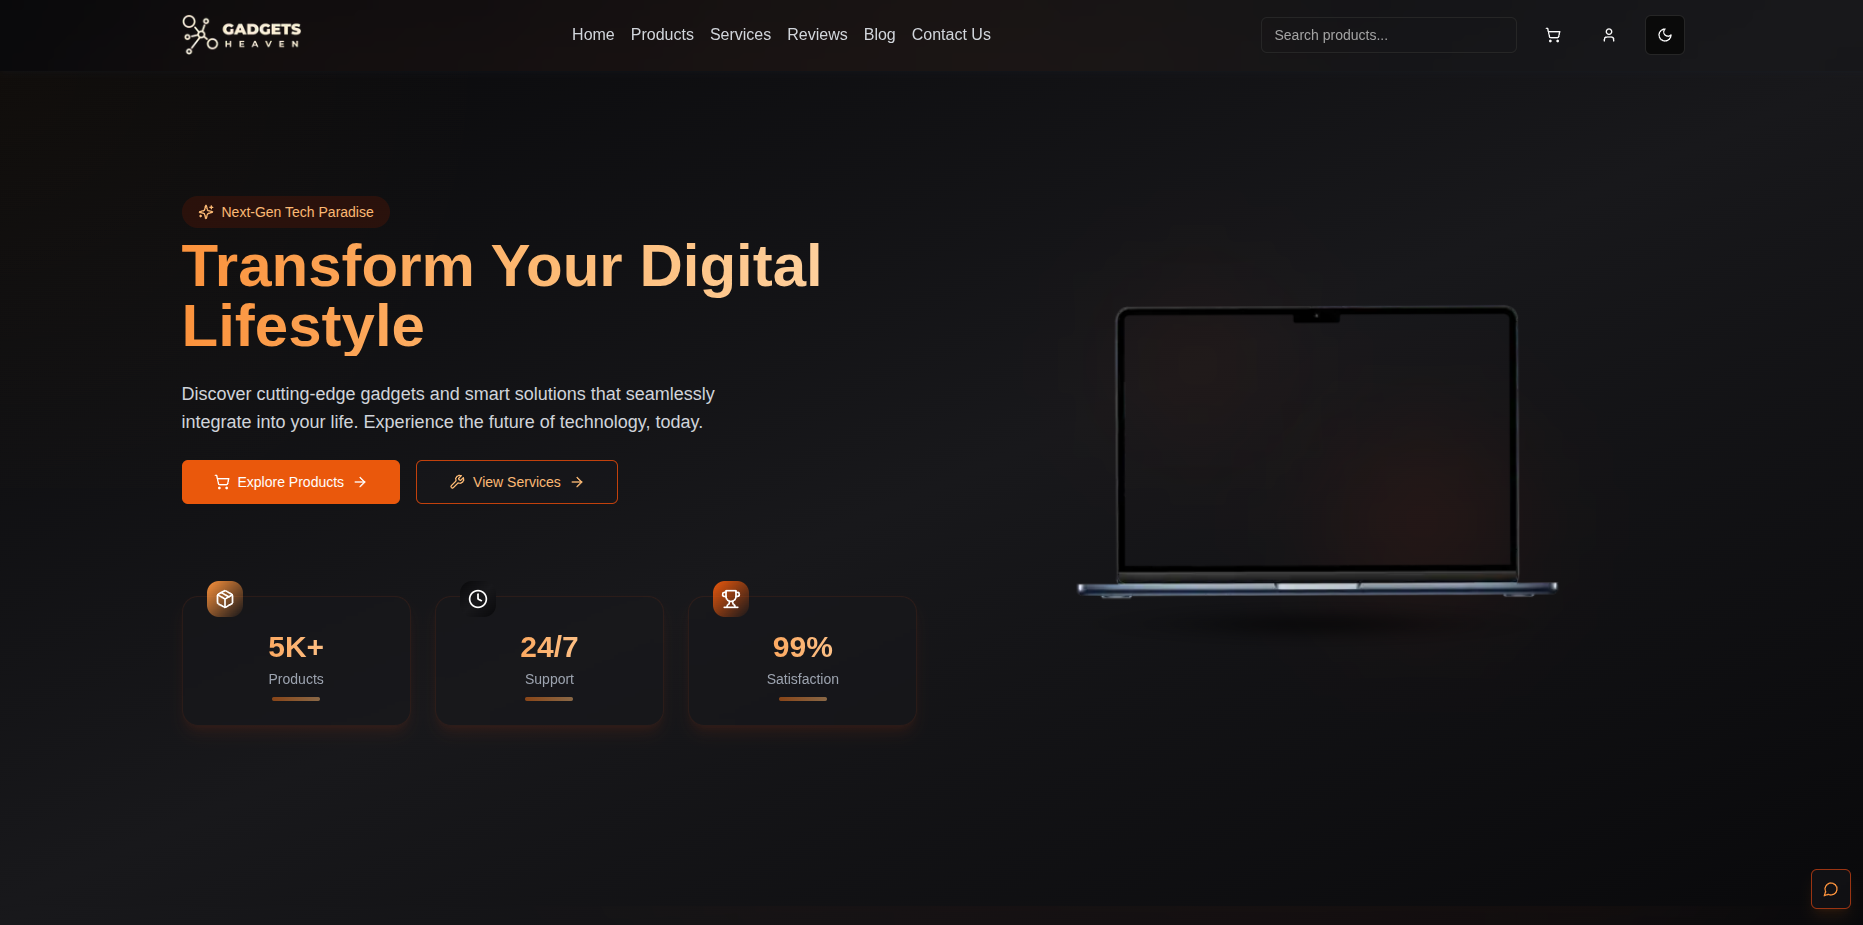 GADGETS
HEAVEN
Home Products Services Reviews Blog Contact Us
Search products...
Next-Gen Tech Paradise
Transform Your Digital
Lifestyle
Discover cutting-edge gadgets and smart solutions that seamlessly
integrate into your life. Experience the future of technology, today.
Explore Products
View Services
5K+
Products
24/7
Support
99%
Satisfaction